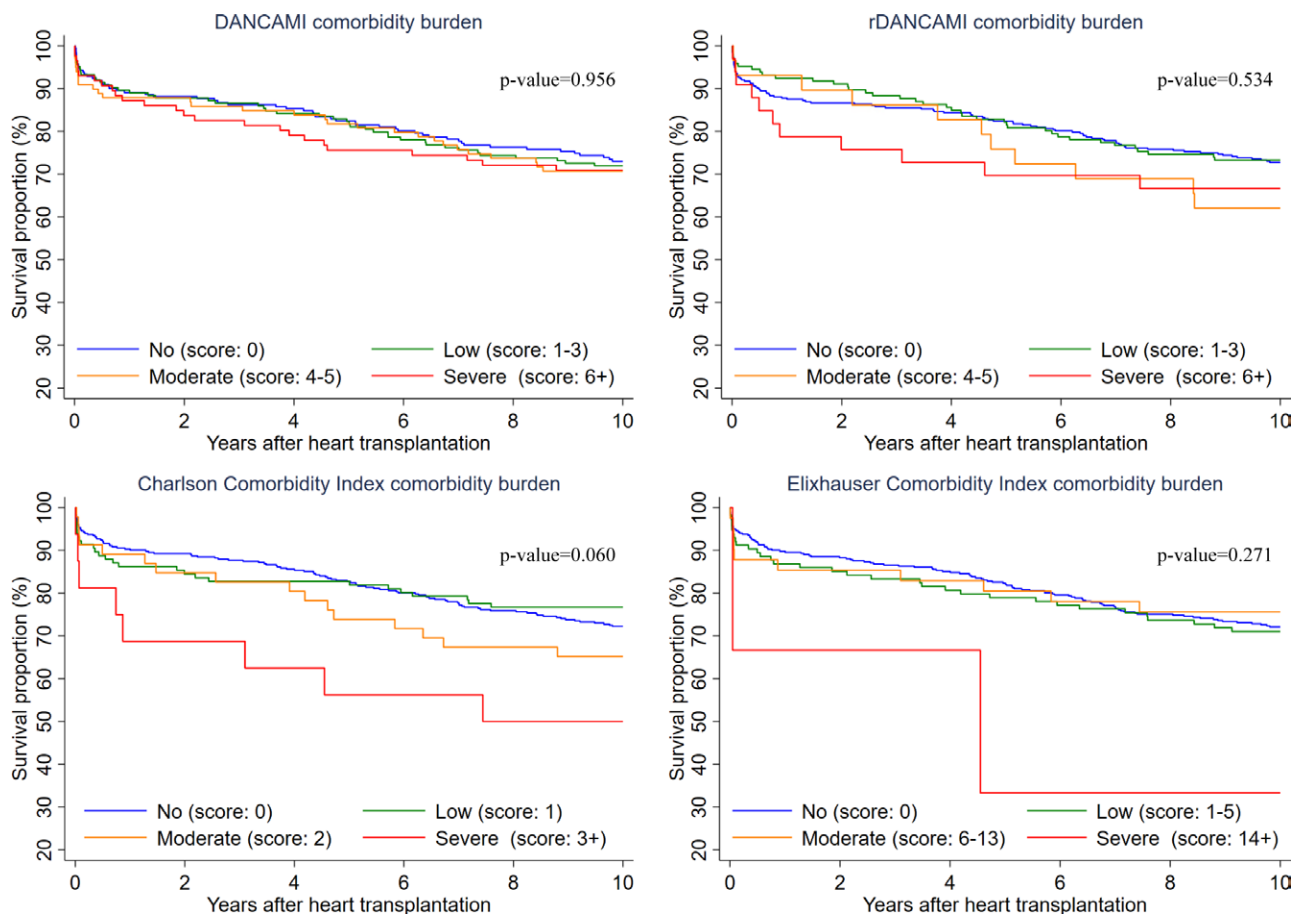 DANCAMI comorbidity burden
Survival proportion (%)
100
90
80
70
60
50
40
30
20
p-value=0.956
No (score: 0)
Low (score: 1-3)
Moderate (score: 4-5)
Severe (score: 6+)
0 2 4 6 8 10
Years after heart transplantation
rDANCAMI comorbidity burden
Survival proportion (%)
100
90
80
70
60
50
40
30
20
p-value=0.534
No (score: 0)
Low (score: 1-3)
Moderate (score: 4-5)
Severe (score: 6+)
0 2 4 6 8 10
Years after heart transplantation
Charlson Comorbidity Index comorbidity burden
Survival proportion (%)
100
90
80
70
60
50
40
30
20
p-value=0.060
No (score: 0)
Low (score: 1)
Moderate (score: 2)
Severe (score: 3+)
0 2 4 6 8 10
Years after heart transplantation
Elixhauser Comorbidity Index comorbidity burden
Survival proportion (%)
100
90
80
70
60
50
40
30
20
p-value=0.271
No (score: 0)
Low (score: 1-5)
Moderate (score: 6-13)
Severe (score: 14+)
0 2 4 6 8 10
Years after heart transplantation